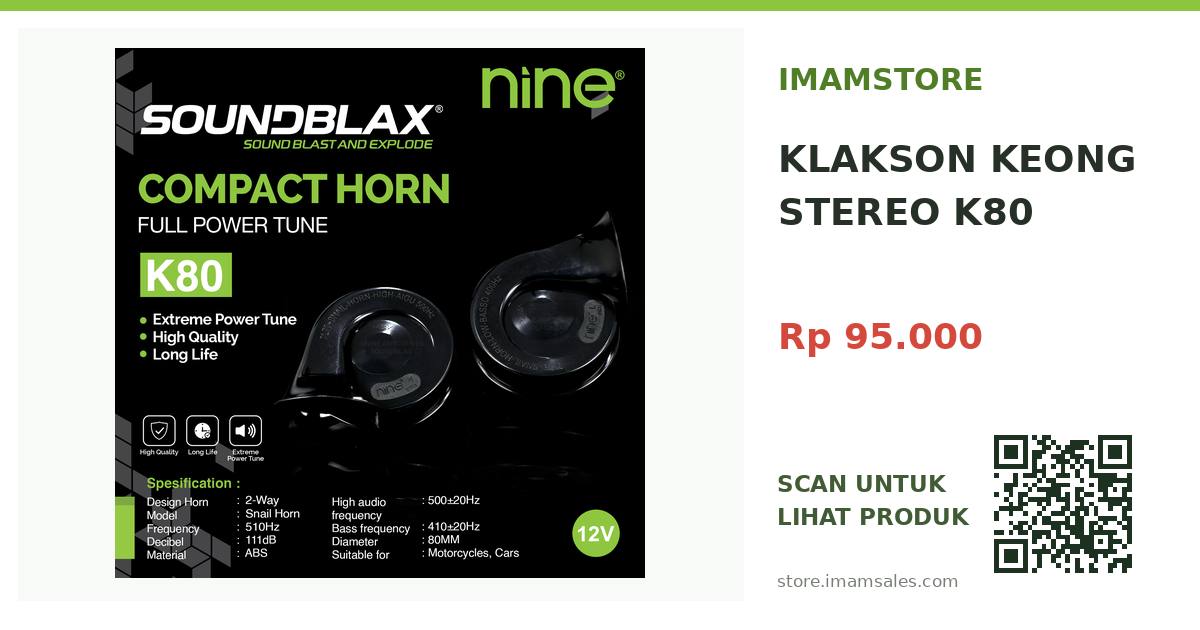 nine®
SOUNDBLAX®
SOUND BLAST AND EXPLODE
COMPACT HORN
FULL POWER TUNE
K80
Extreme Power Tune
High Quality
Long Life
High Quality
Long Life
Extreme
Power Tune
Spesification :
Design Horn : 2-Way
Model : Snail Horn
Frequency : 510Hz
Decibel : 111dB
Material : ABS
High audio : 500±20Hz
frequency
Bass frequency : 410±20Hz
Diameter : 80MM
Suitable for : Motorcycles, Cars
12V
nine
nine
IMAMSTORE
KLAKSON KEONG
STEREO K80
Rp 95.000
SCAN UNTUK
LIHAT PRODUK
store.imamsales.com